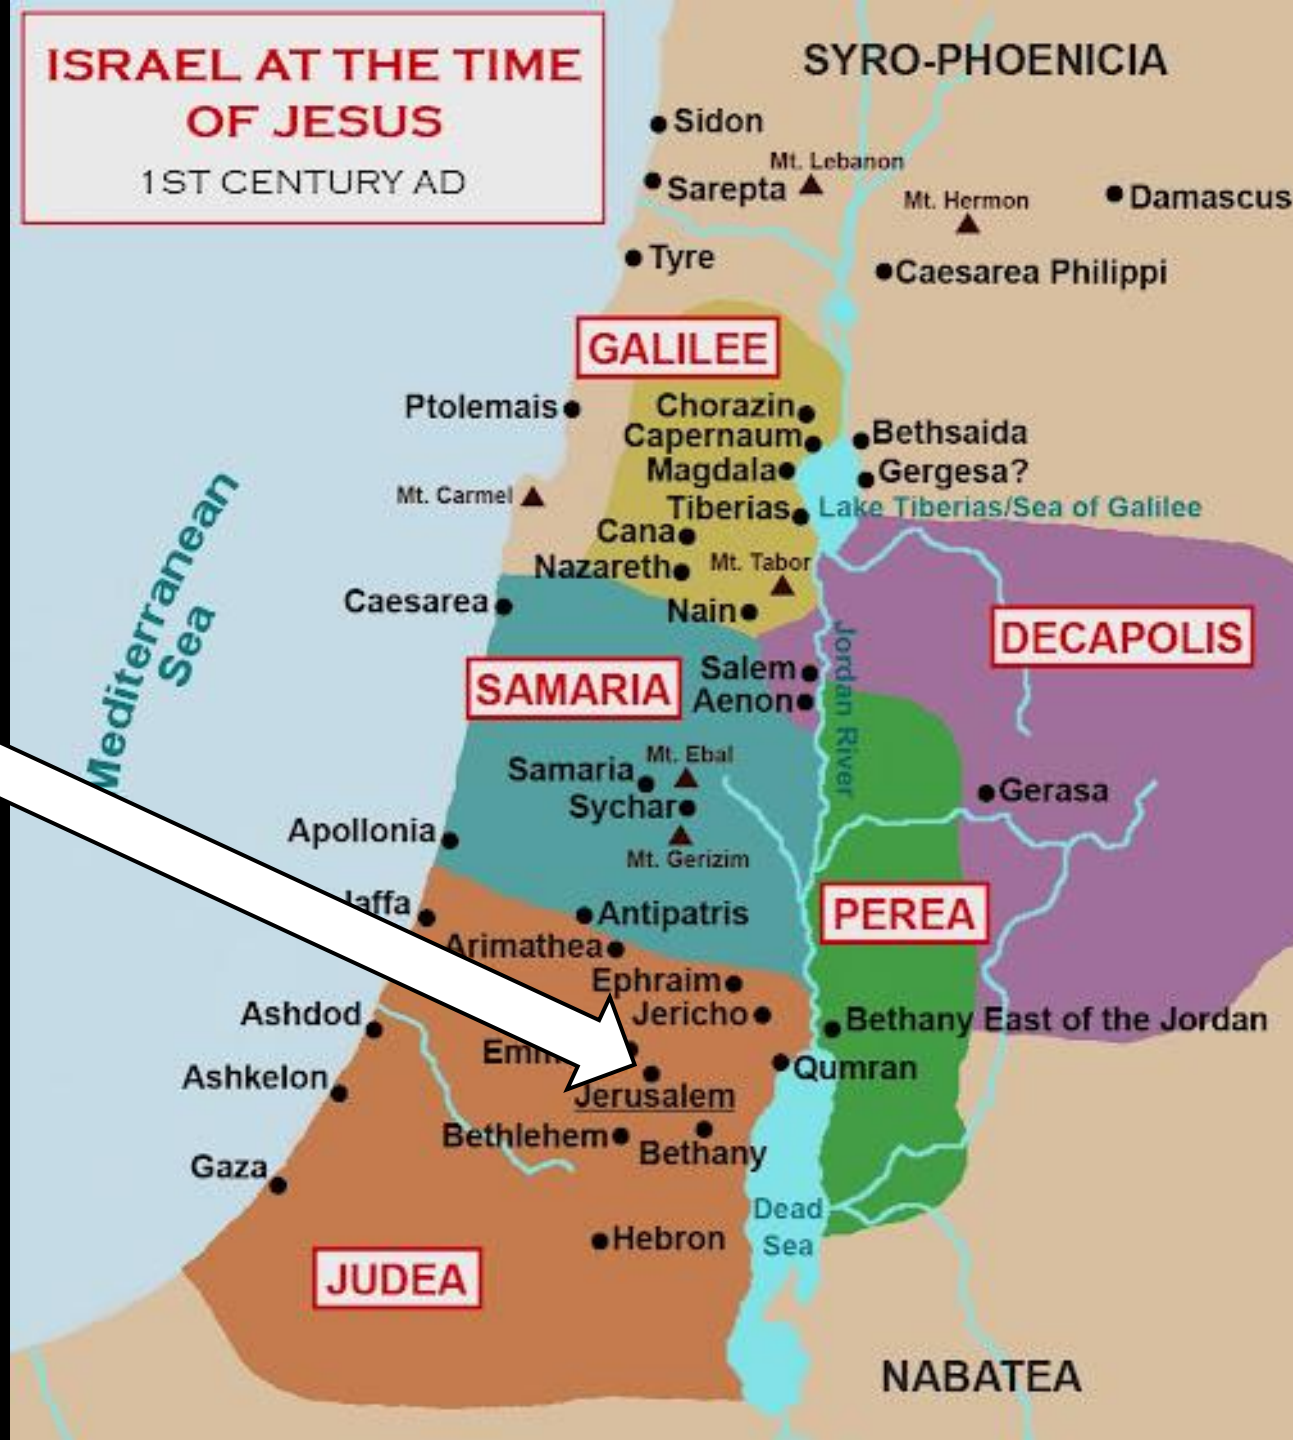 ISRAEL AT THE TIME
OF JESUS
1ST CENTURY AD
SYRO-PHOENICIA
Sidon
Mt. Lebanon
Sarepta
Mt. Hermon
Damascus
Tyre
Caesarea Philippi
GALILEE
Ptolemais
Chorazin
Capernaum
Bethsaida
Magdala
Gergesa?
Mt. Carmel
Tiberias
Lake Tiberias/Sea of Galilee
Cana
Nazareth
Mt. Tabor
Mediterranean
Sea
Caesarea
Nain
DECAPOLIS
Jordan River
SAMARIA
Salem
Aenon
Mt. Ebal
Samaria
Sychar
Gerasa
Apollonia
Mt. Gerizim
Jaffa
Antipatris
PEREA
Arimathea
Ephraim
Jericho
Ashdod
Bethany East of the Jordan
Emm
Qumran
Ashkelon
Jerusalem
Bethlehem
Bethany
Gaza
Dead
Sea
Hebron
JUDEA
NABATEA